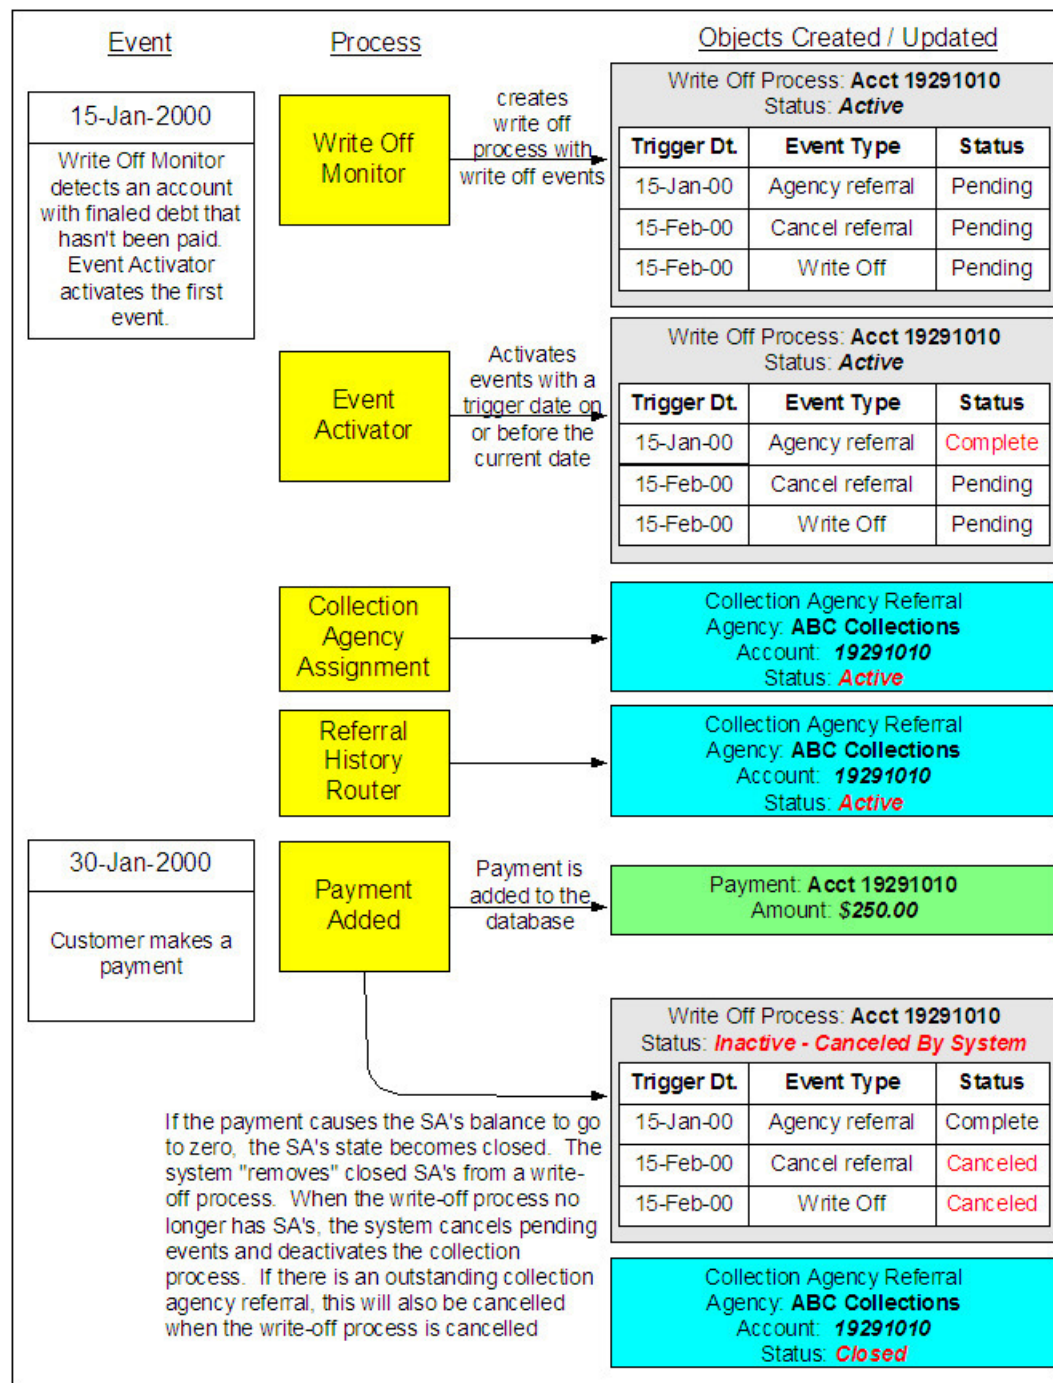 Event
Process
Objects Created / Updated
15-Jan-2000
Write Off Monitor
detects an account
with finaled debt that
hasn't been paid.
Event Activator
activates the first
event.
Write Off
Monitor
creates
write off
process with
write off events
Write Off Process: Acct 19291010
Status: Active
Trigger Dt. Event Type Status
15-Jan-00 Agency referral Pending
15-Feb-00 Cancel referral Pending
15-Feb-00 Write Off Pending
Event
Activator
Activates
events with a
trigger date on
or before the
current date
Write Off Process: Acct 19291010
Status: Active
Trigger Dt. Event Type Status
15-Jan-00 Agency referral Complete
15-Feb-00 Cancel referral Pending
15-Feb-00 Write Off Pending
Collection
Agency
Assignment
Collection Agency Referral
Agency: ABC Collections
Account: 19291010
Status: Active
Referral
History
Router
Collection Agency Referral
Agency: ABC Collections
Account: 19291010
Status: Active
30-Jan-2000
Customer makes a
payment
Payment
Added
Payment is
added to the
database
Payment: Acct 19291010
Amount: $250.00
Write Off Process: Acct 19291010
Status: Inactive - Canceled By System
Trigger Dt. Event Type Status
15-Jan-00 Agency referral Complete
15-Feb-00 Cancel referral Canceled
15-Feb-00 Write Off Canceled
If the payment causes the SA's balance to go
to zero, the SA's state becomes closed. The
system "removes" closed SA's from a write-
off process. When the write-off process no
longer has SA's, the system cancels pending
events and deactivates the collection
process. If there is an outstanding collection
agency referral, this will also be cancelled
when the write-off process is cancelled
Collection Agency Referral
Agency: ABC Collections
Account: 19291010
Status: Closed